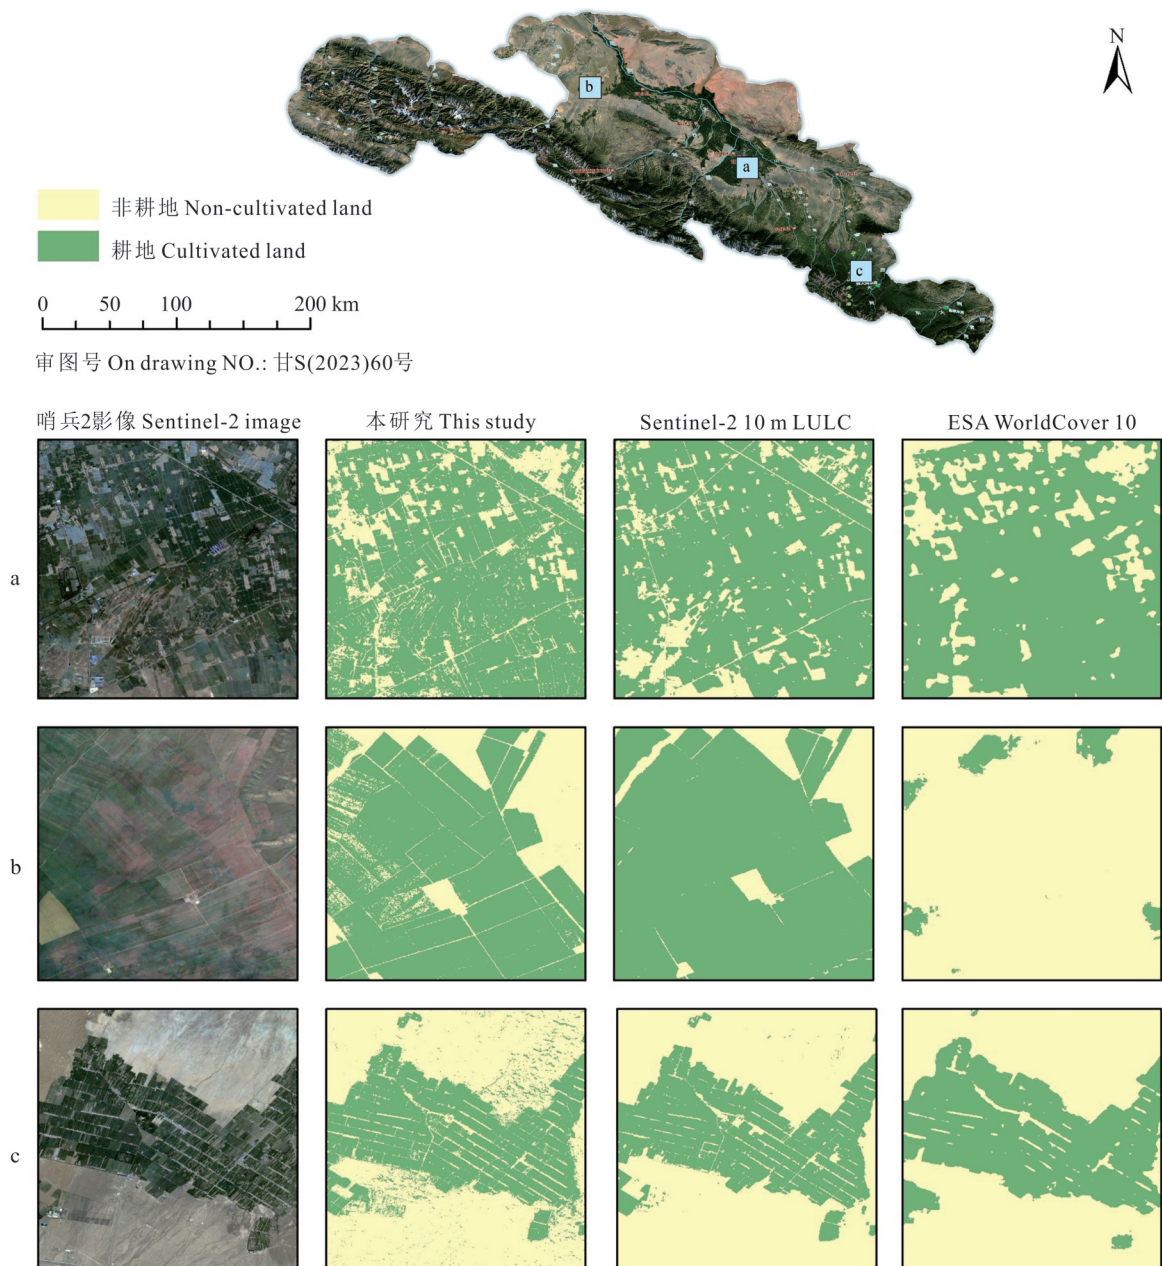 N
b
a
c
非耕地 Non-cultivated land
耕地 Cultivated land
0 50 100 200 km
审图号 On drawing NO.: 甘S(2023)60号
哨兵2影像 Sentinel-2 image 本研究 This study Sentinel-2 10 m LULC ESA WorldCover 10
a
b
c